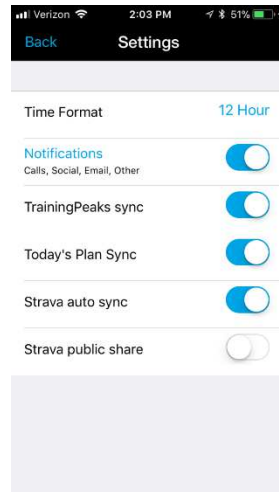 Verizon 2:03 PM 51%
Back Settings
Time Format 12 Hour
Notifications
Calls, Social, Email, Other
TrainingPeaks sync
Today's Plan Sync
Strava auto sync
Strava public share